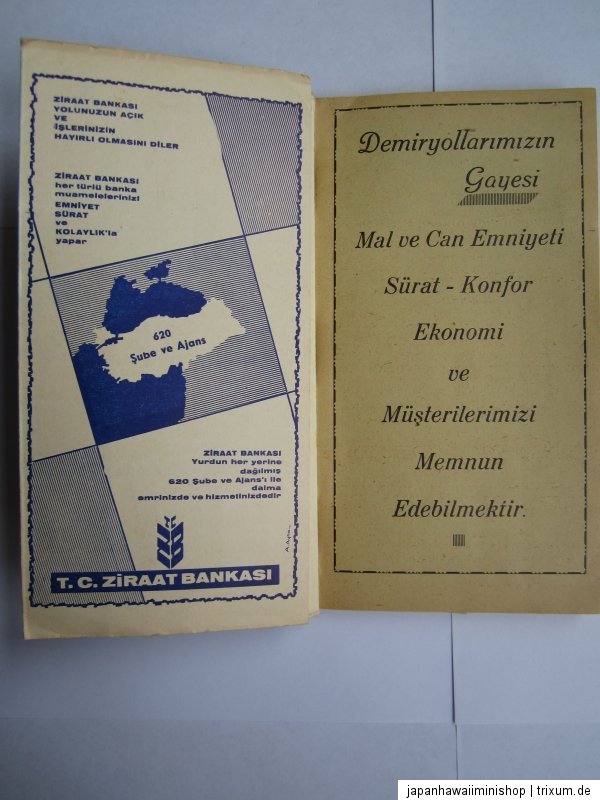 ZİRAAT BANKASI
YOLUNUZUN AÇIK
VE
İŞLERİNİZİN
HAYIRLI OLMASINI DİLER
ZİRAAT BANKASI
her türlü banka
muamelelerinizi
EMNİYET
SÜRAT
ve
KOLAYLIK'la
yapar
620
Şube ve Ajans
ZİRAAT BANKASI
Yurdun her yerine
dağılmış
620 Şube ve Ajans'ı ile
daima
emrinizde ve hizmetinizdedir
T. C. ZİRAAT BANKASI
Demiryollarımızın
Gayesi
Mal ve Can Emniyeti
Sürat - Konfor
Ekonomi
ve
Müşterilerimizi
Memnun
Edebilmektir.
japanhawaiiminishop | trixum.de